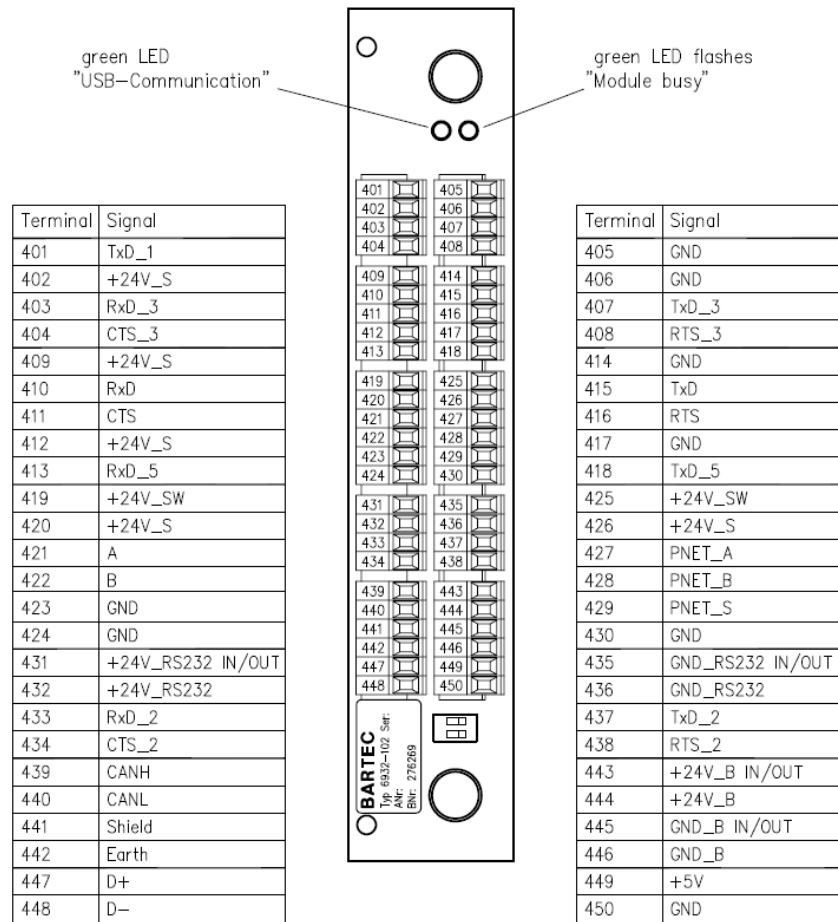 green LED
"USB-Communication"
green LED flashes
"Module busy"
401 405
402 406
403 407
404 408
409 414
410 415
411 416
412 417
413 418
419 425
420 426
421 427
422 428
423 429
424 430
431 435
432 436
433 437
434 438
439 443
440 444
441 445
442 446
447 449
448 450
BARTEC
Typ 6932-102 Ser:
ANr:
BNr: 276269
Terminal Signal
401 TxD_1
402 +24V_S
403 RxD_3
404 CTS_3
409 +24V_S
410 RxD
411 CTS
412 +24V_S
413 RxD_5
419 +24V_SW
420 +24V_S
421 A
422 B
423 GND
424 GND
431 +24V_RS232 IN/OUT
432 +24V_RS232
433 RxD_2
434 CTS_2
439 CANH
440 CANL
441 Shield
442 Earth
447 D+
448 D-
Terminal Signal
405 GND
406 GND
407 TxD_3
408 RTS_3
414 GND
415 TxD
416 RTS
417 GND
418 TxD_5
425 +24V_SW
426 +24V_S
427 PNET_A
428 PNET_B
429 PNET_S
430 GND
435 GND_RS232 IN/OUT
436 GND_RS232
437 TxD_2
438 RTS_2
443 +24V_B IN/OUT
444 +24V_B
445 GND_B IN/OUT
446 GND_B
449 +5V
450 GND